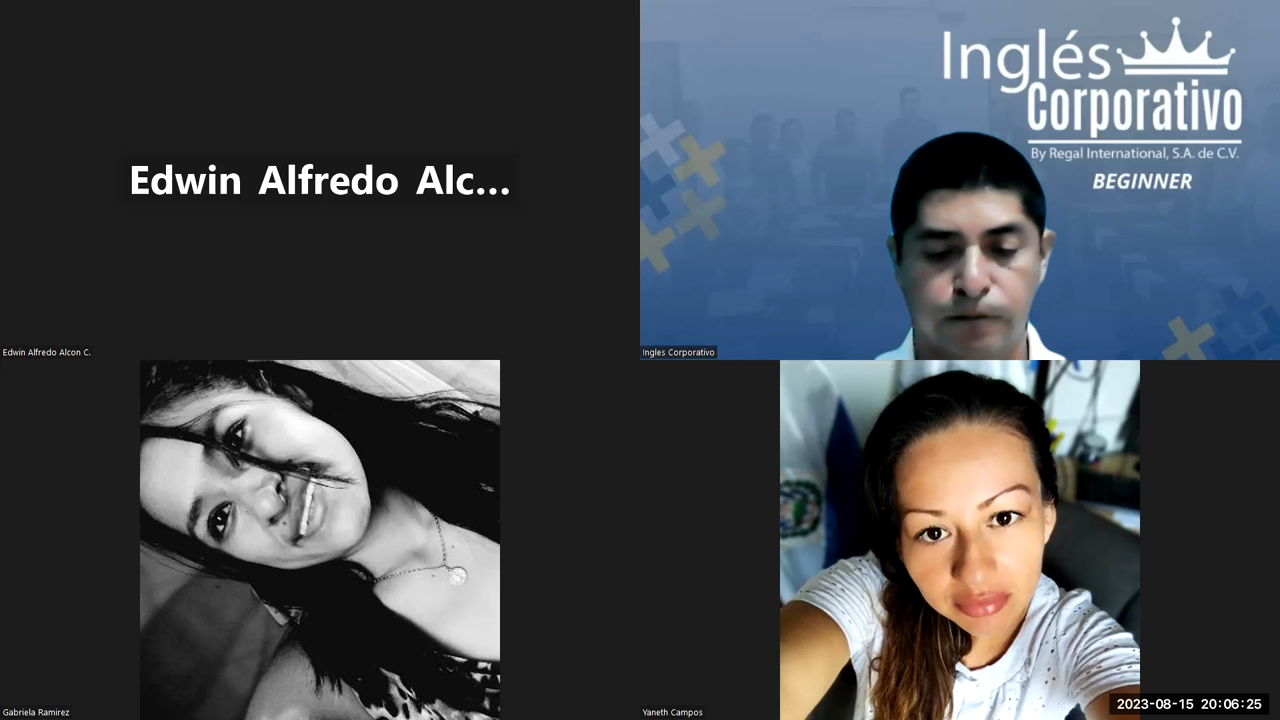 Edwin Alfredo Alc...
Edwin Alfredo Alcon C.
Inglés
Corporativo
By Regal International, S.A. de C.V.
BEGINNER
Ingles Corporativo
Gabriela Ramirez
Yaneth Campos
2023-08-15 20:06:25